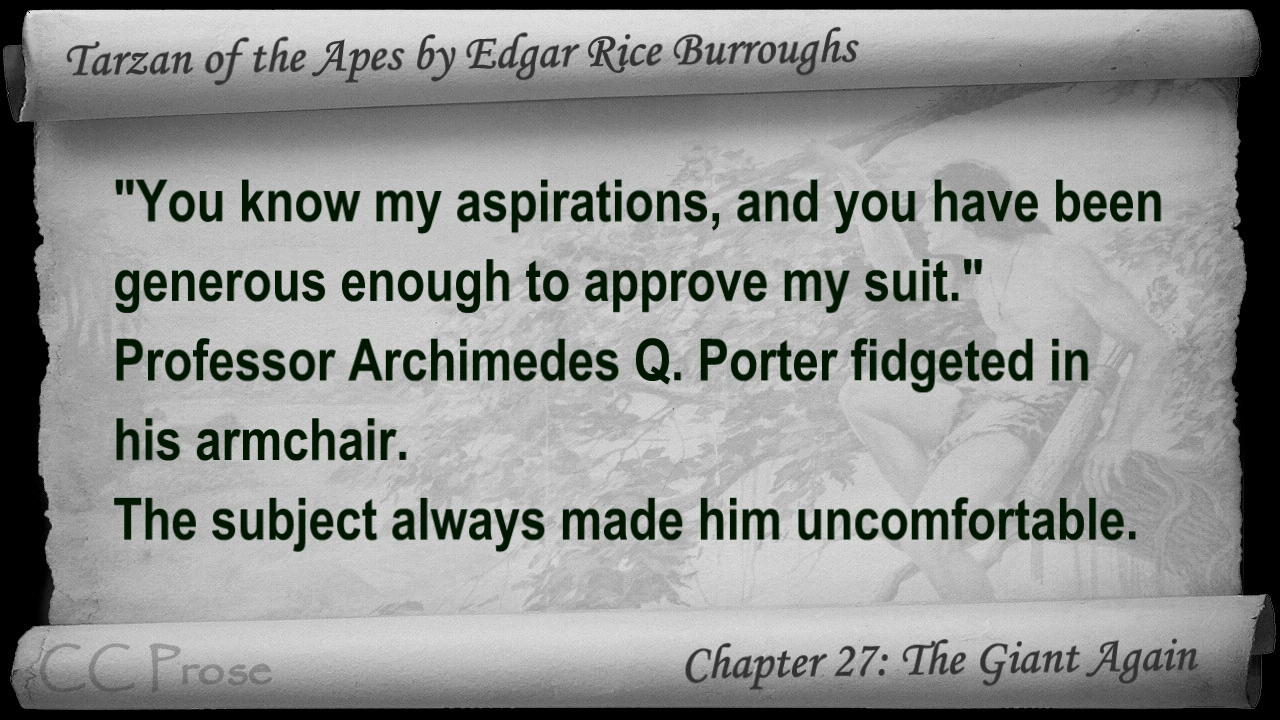 Tarzan of the Apes by Edgar Rice Burroughs
"You know my aspirations, and you have been
generous enough to approve my suit."
Professor Archimedes Q. Porter fidgeted in
his armchair.
The subject always made him uncomfortable.
CC Prose
Chapter 27: The Giant Again